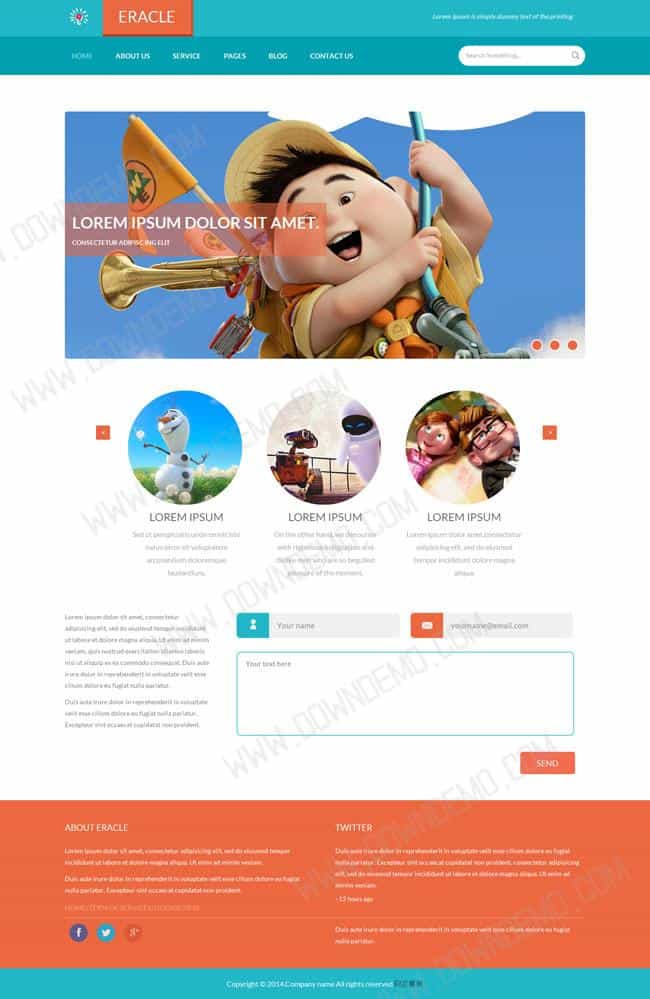 ERACLE
Lorem Ipsum is simply dummy text of the printing
HOME ABOUT US SERVICE PAGES BLOG CONTACT US
Search Something...
LOREM IPSUM DOLOR SIT AMET.
CONSECTETUR ADIPISCING ELIT
< >
LOREM IPSUM LOREM IPSUM LOREM IPSUM
Sed ut perspiciatis unde omnis iste
natus error sit voluptatem
accusantium doloremque
laudantium,
On the other hand, we denounce
with righteous indignation and
dislike men who are so beguiled
pleasure of the moment,
Lorem ipsum dolor amet,consectetur
adipisicing elit, sed do eiusmod
tempor incididunt dolore magna
aliqua.
Lorem ipsum dolor sit amet, consectetur
adipisicing elit, sed do eiusmod tempor incididunt
ut labore et dolore magna aliqua. Ut enim ad minim
veniam, quis nostrud exercitation ullamco laboris
nisi ut aliquip ex ea commodo consequat. Duis aute
irure dolor in reprehenderit in voluptate velit esse
cillum dolore eu fugiat nulla pariatur.
Duis aute irure dolor in reprehenderit in voluptate
velit esse cillum dolore eu fugiat nulla pariatur.
Excepteur sint occaecat cupidatat non proident.
Your name
yourname@email.com
Your text here
SEND
ABOUT ERACLE
Lorem ipsum dolor sit amet, consectetur adipisicing elit, sed do eiusmod tempor
incididunt ut labore et dolore magna aliqua. Ut enim ad minim veniam.
Duis aute irure dolor in reprehenderit in voluptate velit esse cillum dolore eu fugiat
nulla pariatur. Excepteur sint occaecat cupidatat non proident.
TWITTER
Duis aute irure dolor in reprehenderit in voluptate velit esse cillum dolore eu fugiat
nulla pariatur. Excepteur sint occaecat cupidatat non proident, consectetur adipisicing
elit, sed do eiusmod tempor incididunt ut labore et dolore magna aliqua. Ut enim ad
minim veniam.
- 12 hours ago
Duis aute irure dolor in reprehenderit in voluptate velit esse cillum dolore eu fugiat
nulla pariatur.
Copyright © 2014.Company name All rights reserved.
WWW.DOWNDEMO.COM